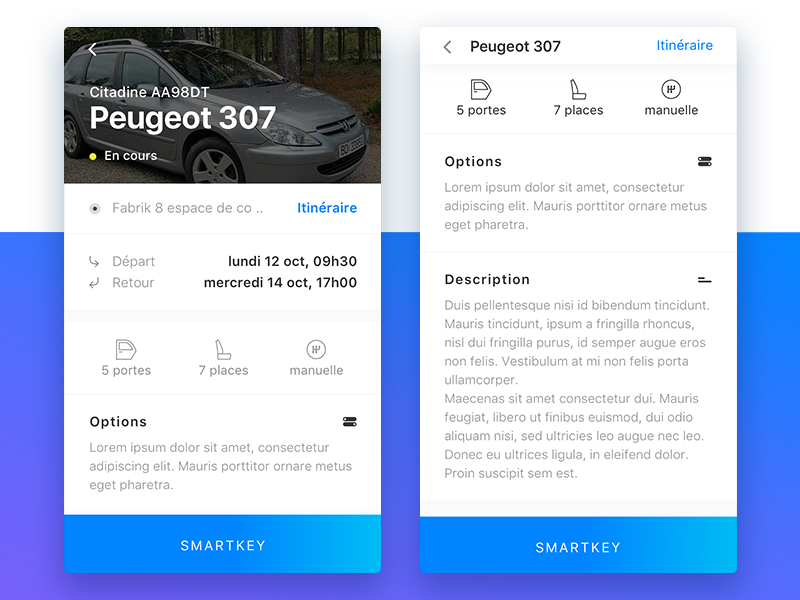 Citadine AA98DT
Peugeot 307
En cours
Fabrik 8 espace de co ..
Itinéraire
Départ
lundi 12 oct, 09h30
Retour
mercredi 14 oct, 17h00
5 portes
7 places
manuelle
Options
Lorem ipsum dolor sit amet, consectetur
adipiscing elit. Mauris porttitor ornare metus
eget pharetra.
SMARTKEY
Peugeot 307
Itinéraire
5 portes
7 places
manuelle
Options
Lorem ipsum dolor sit amet, consectetur
adipiscing elit. Mauris porttitor ornare metus
eget pharetra.
Description
Duis pellentesque nisi id bibendum tincidunt.
Mauris tincidunt, ipsum a fringilla rhoncus,
nisl dui fringilla purus, id semper augue eros
non felis. Vestibulum at mi non felis porta
ullamcorper.
Maecenas sit amet consectetur dui. Mauris
feugiat, libero ut finibus euismod, dui odio
aliquam nisi, sed ultricies leo augue nec leo.
Donec eu ultrices ligula, in eleifend dolor.
Proin suscipit sem est.
SMARTKEY